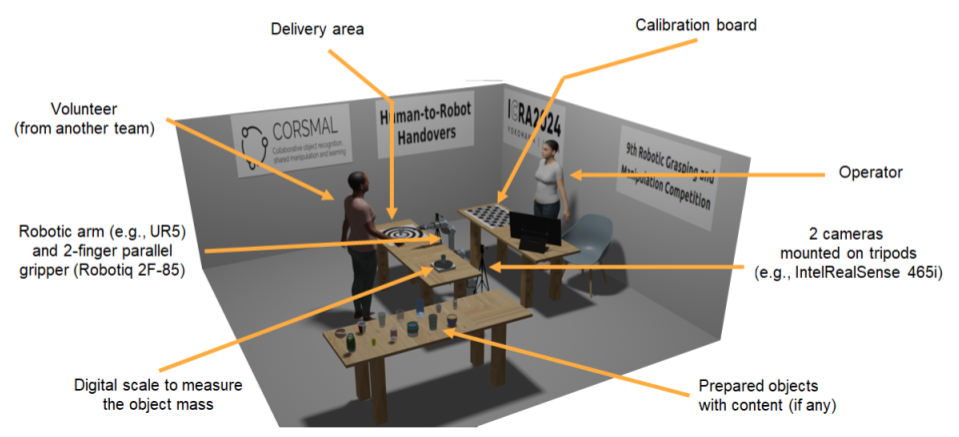 Delivery area
Calibration board
Volunteer
(from another team)
CORSMAL
Collaborative object recognition,
shared manipulation and learning
Human-to-Robot
Handovers
ICRA2024
YOKOHAMA
9th Robotic Grasping and
Manipulation Competition
Operator
Robotic arm (e.g., UR5)
and 2-finger parallel
gripper (Robotiq 2F-85)
2 cameras
mounted on tripods
(e.g., IntelRealSense 465i)
Digital scale to measure
the object mass
Prepared objects
with content (if any)